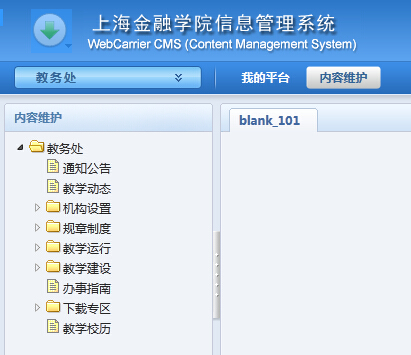 上海金融学院信息管理系统
WebCarrier CMS (Content Management System)
教务处 我的平台 内容维护
内容维护
blank_101
教务处
通知公告
教学动态
机构设置
规章制度
教学运行
教学建设
办事指南
下载专区
教学校历